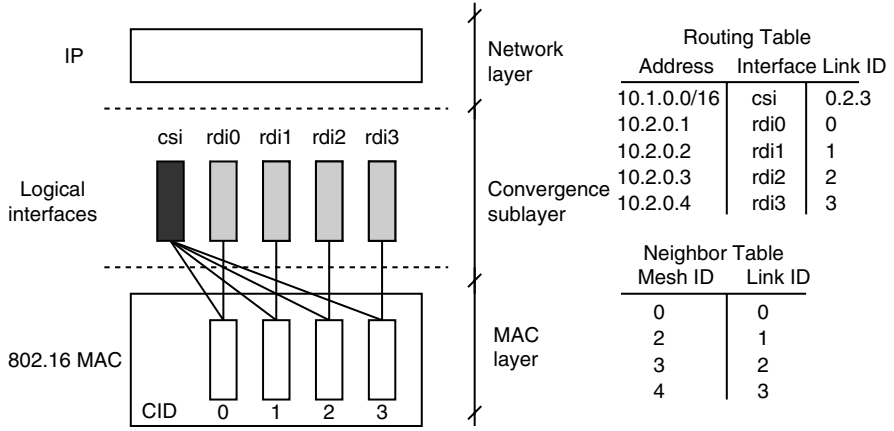 IP
Network
layer
csi rdi0 rdi1 rdi2 rdi3
Logical
interfaces
Convergence
sublayer
802.16 MAC
MAC
layer
CID 0 1 2 3
Routing Table
Address Interface Link ID
10.1.0.0/16 csi 0.2.3
10.2.0.1 rdi0 0
10.2.0.2 rdi1 1
10.2.0.3 rdi2 2
10.2.0.4 rdi3 3
Neighbor Table
Mesh ID Link ID
0 0
2 1
3 2
4 3